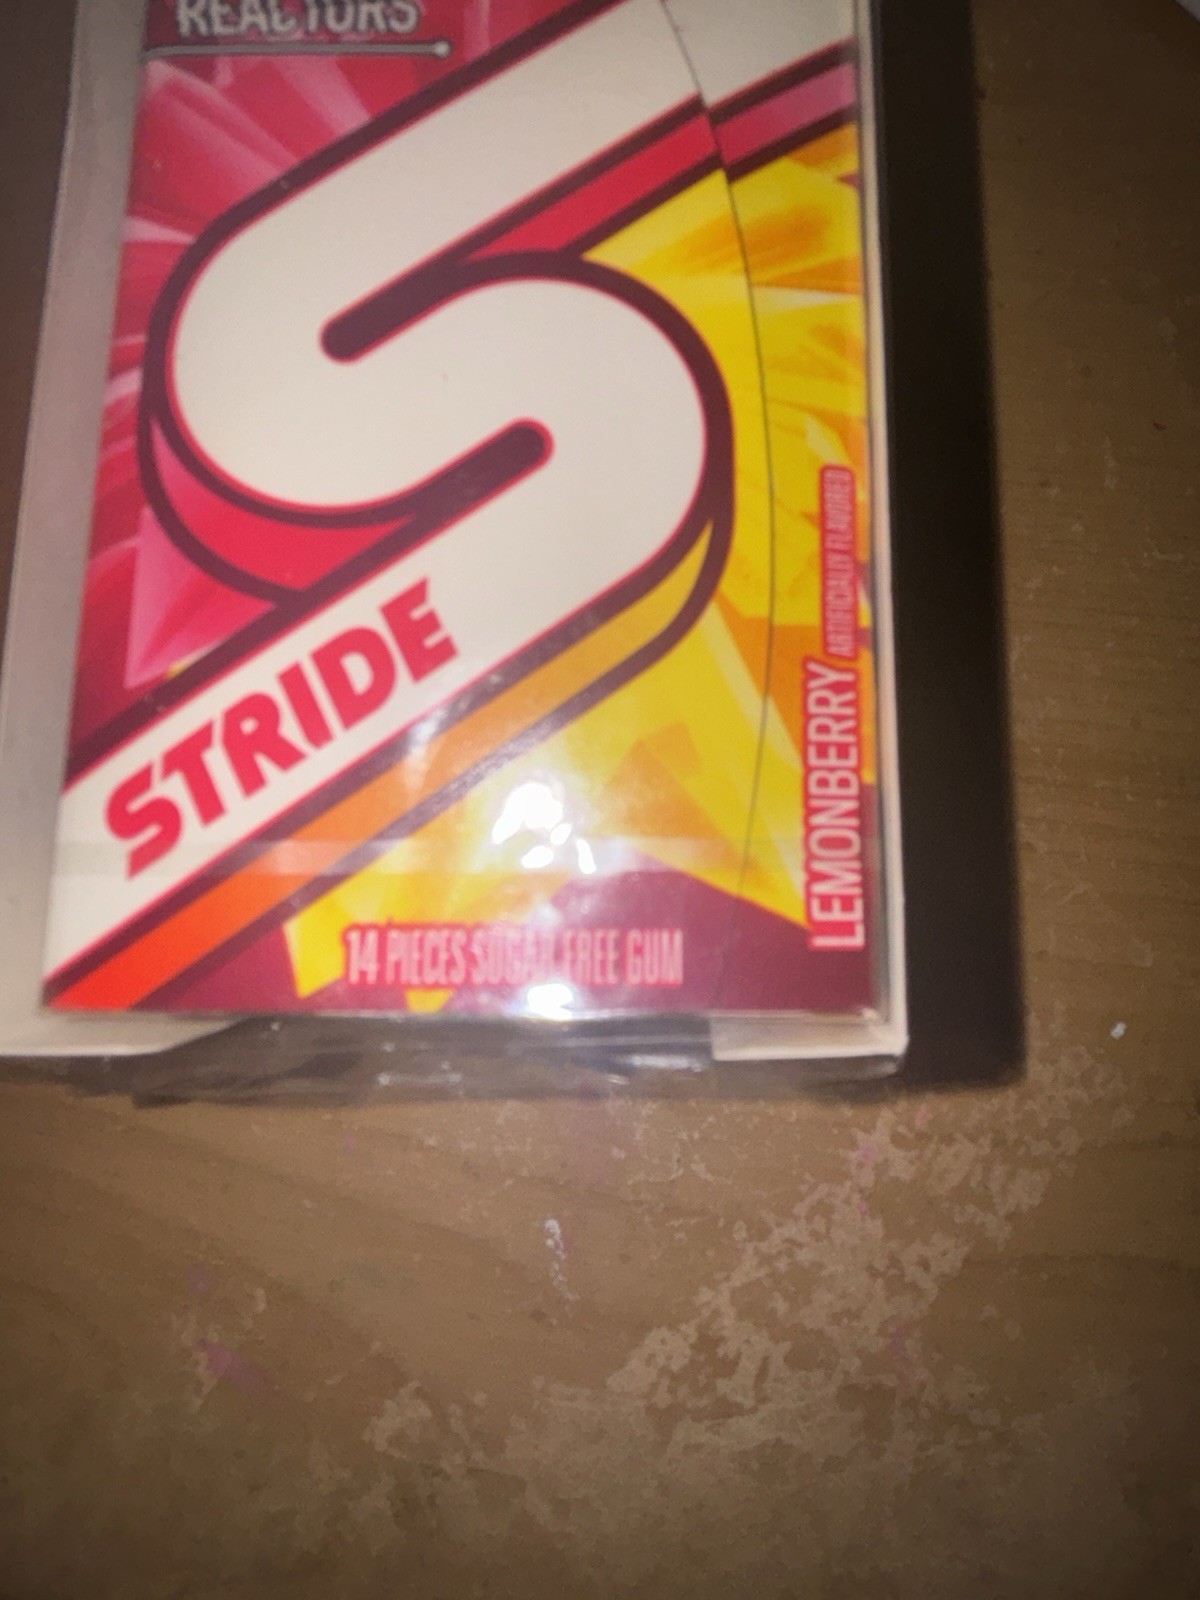 REACTORS
STRIDE
LEMONBERRY ARTIFICIALLY FLAVORED
14 PIECES SUGAR FREE GUM